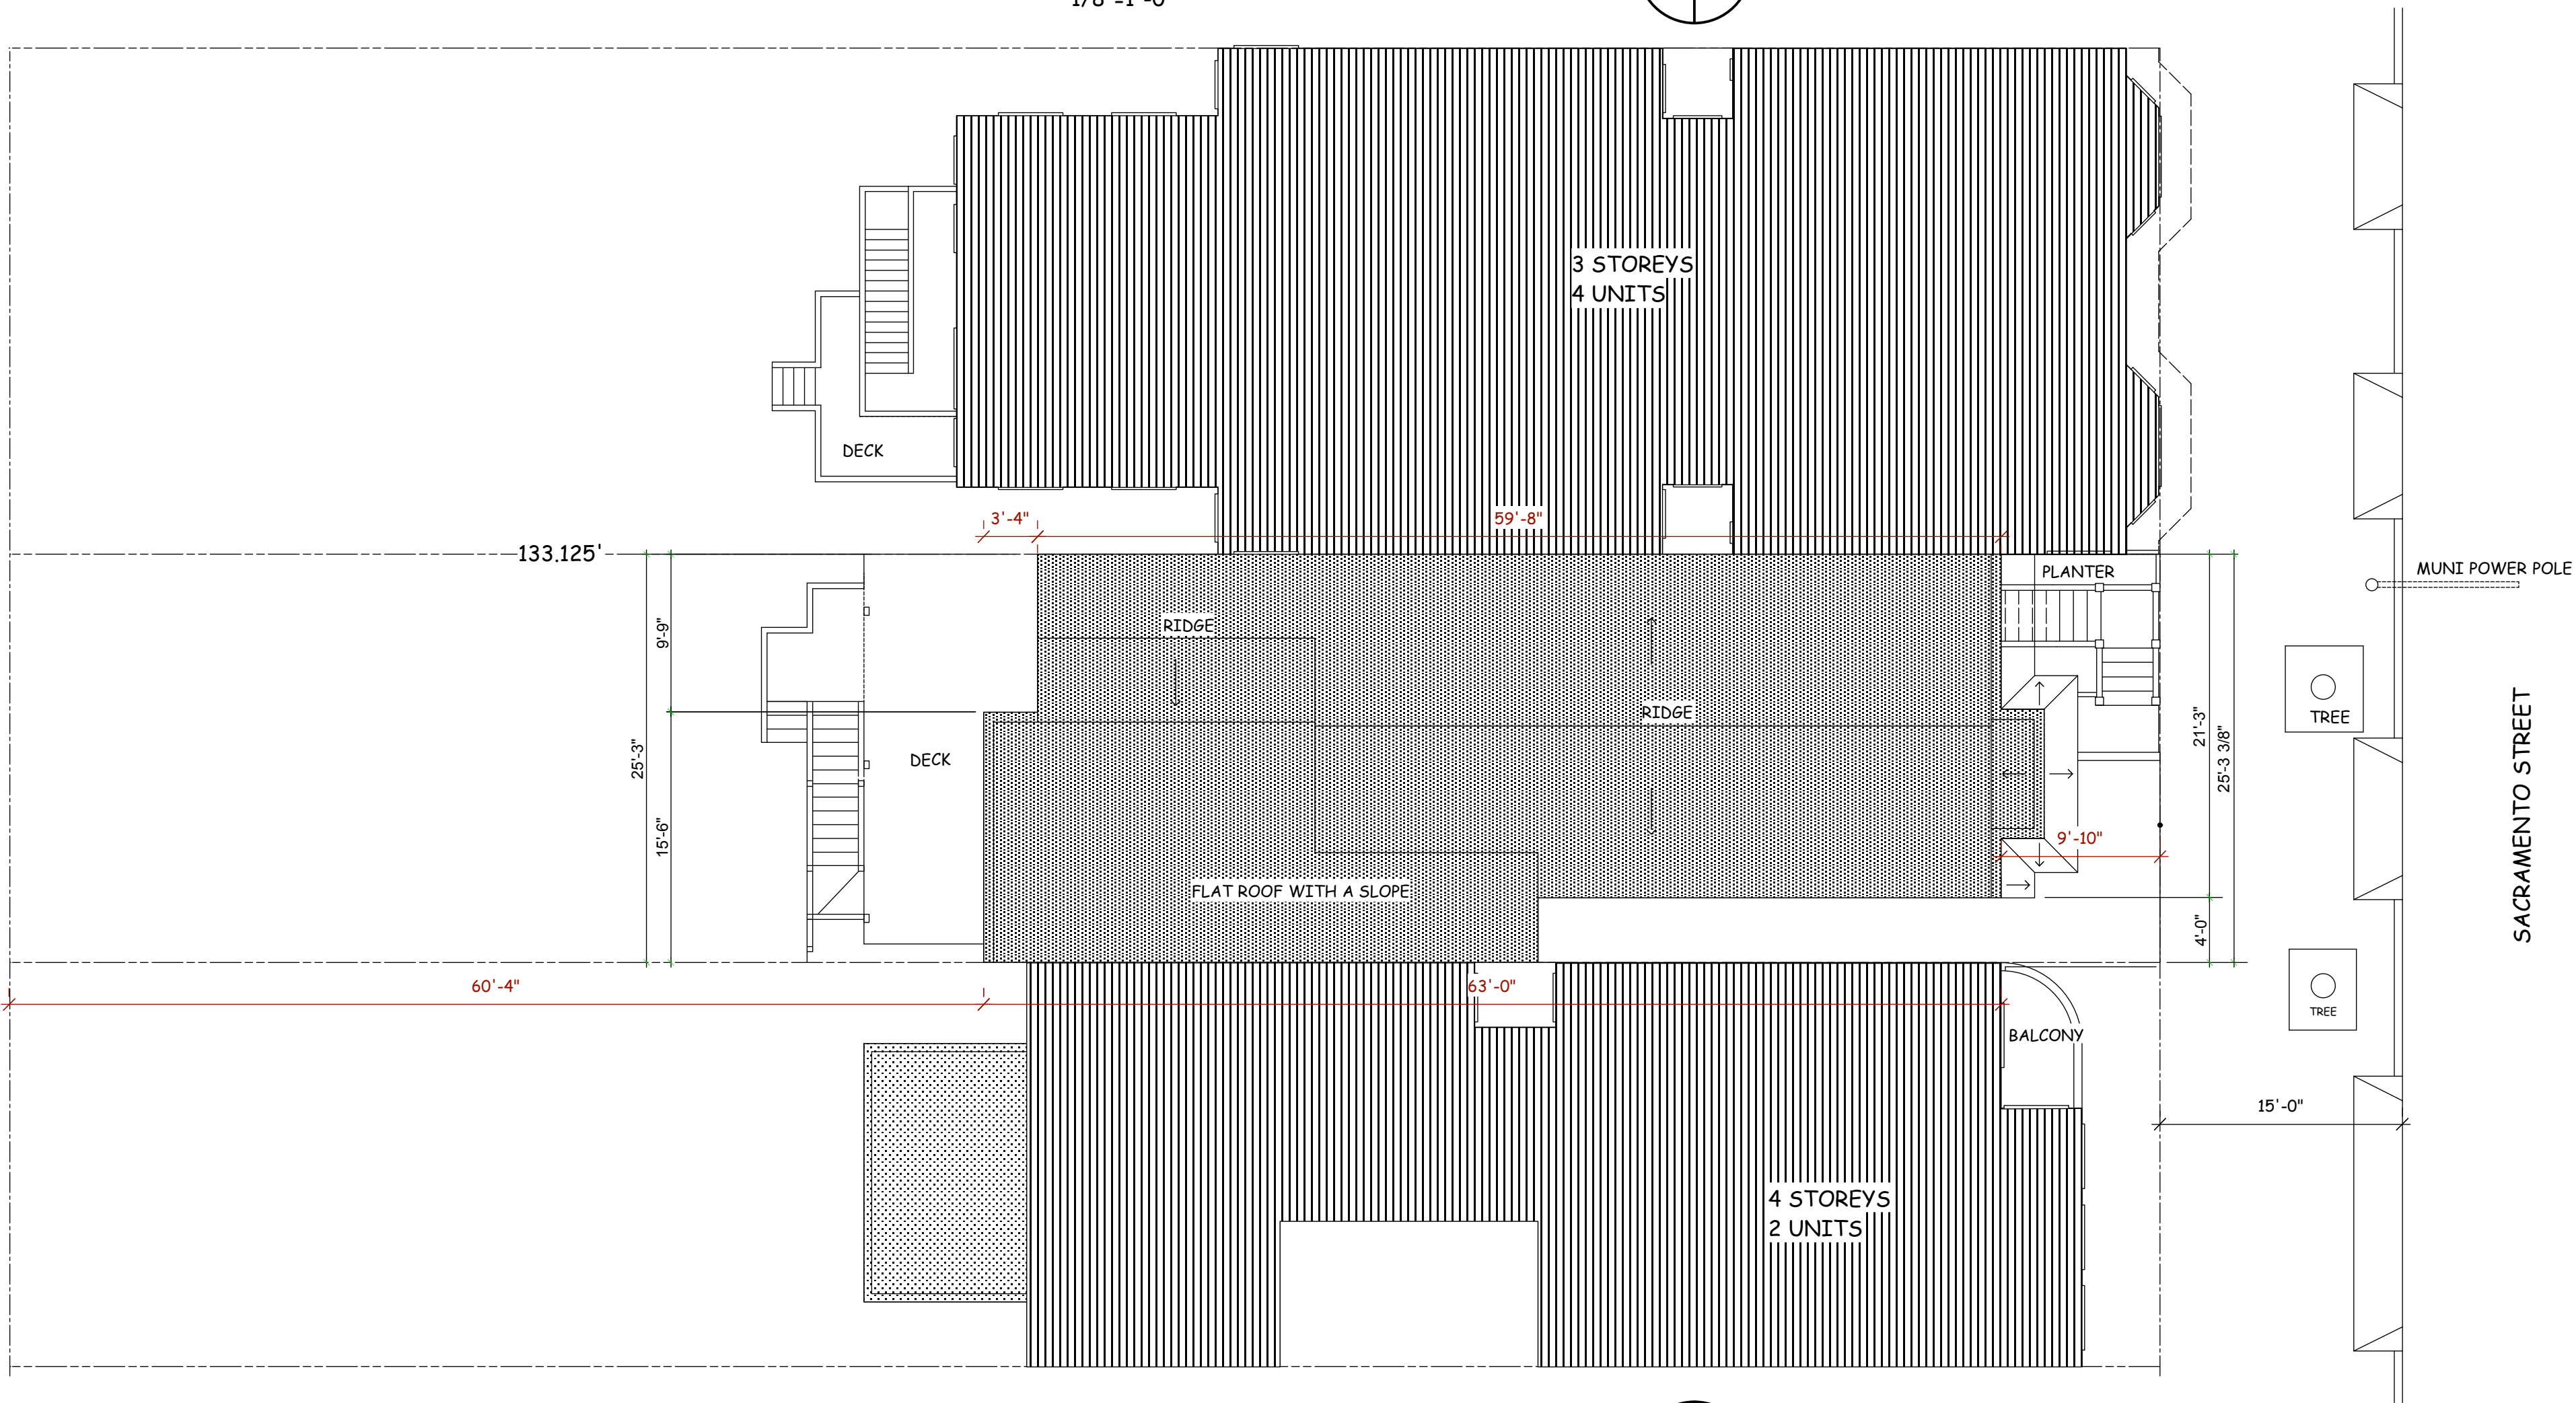 3 STOREYS
4 UNITS
DECK
3'-4"
59'-8"
133.125'
PLANTER
MUNI POWER POLE
RIDGE
9'-9"
RIDGE
TREE
21'-3"
25'-3 3/8"
25'-3"
DECK
SACRAMENTO STREET
15'-6"
9'-10"
FLAT ROOF WITH A SLOPE
4'-0"
60'-4"
63'-0"
TREE
BALCONY
15'-0"
4 STOREYS
2 UNITS